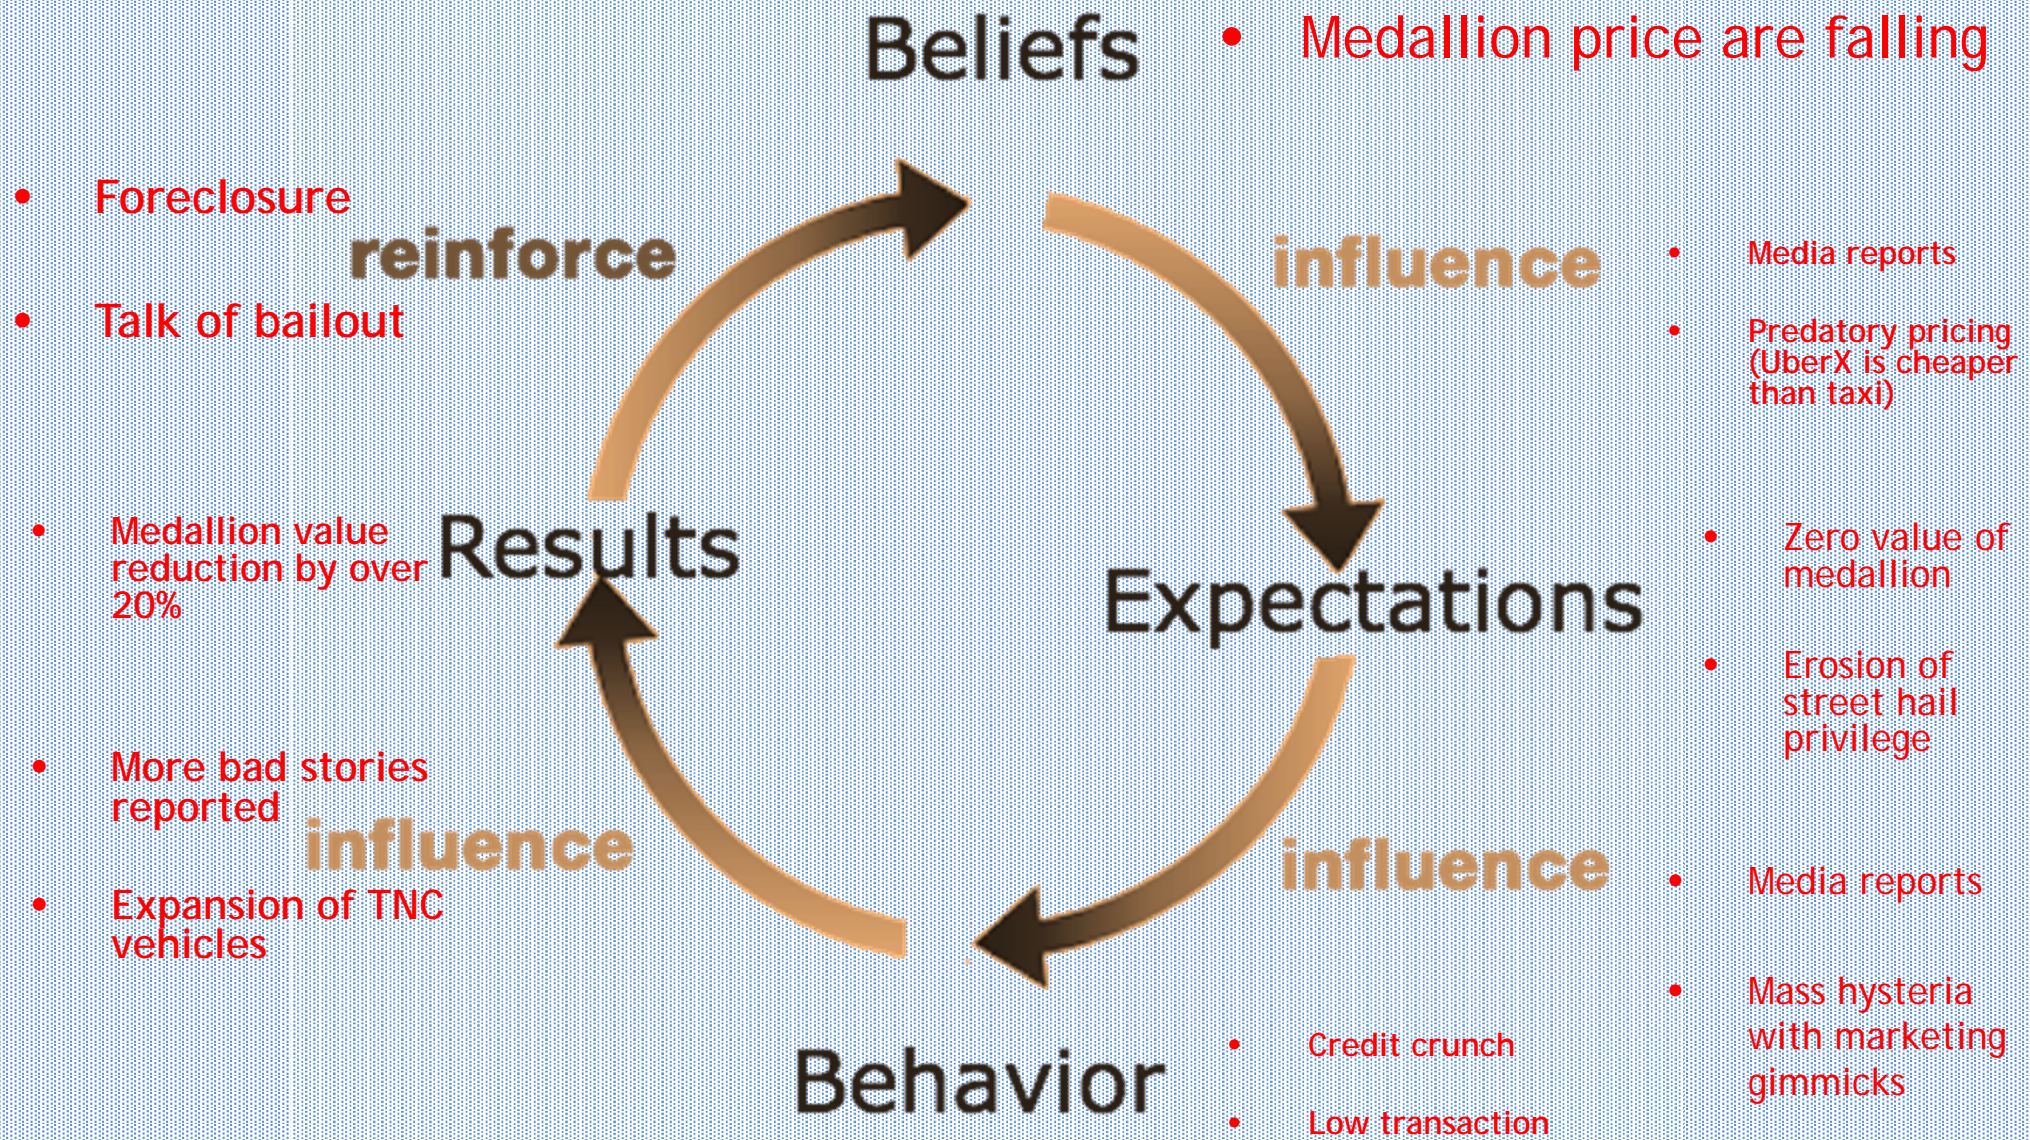 Beliefs
• Medallion price are falling
• Foreclosure
reinforce
• Talk of bailout
influence
• Media reports
• Predatory pricing
(UberX is cheaper
than taxi)
• Medallion value
reduction by over
20%
Results
Expectations
• Zero value of
medallion
• Erosion of
street hail
privilege
• More bad stories
reported
influence
• Expansion of TNC
vehicles
influence
• Media reports
• Mass hysteria
with marketing
gimmicks
Behavior
• Credit crunch
• Low transaction